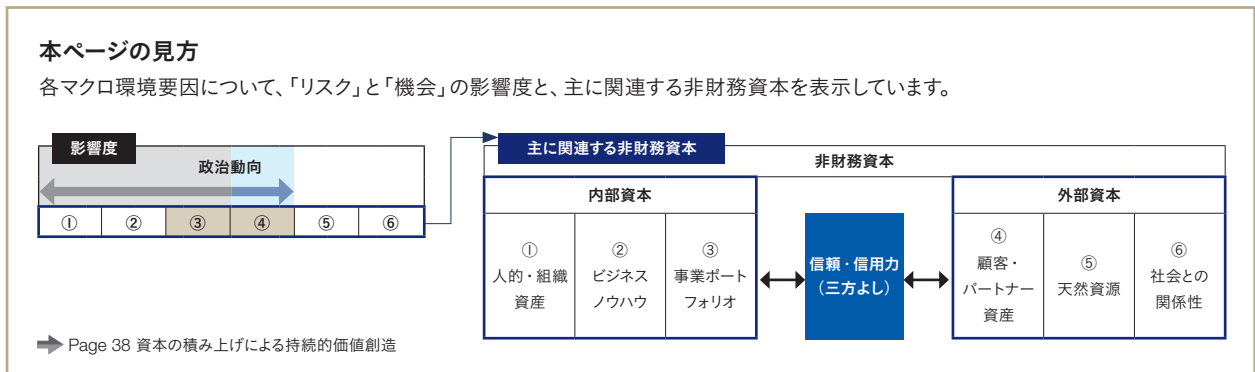 本ページの見方
各マクロ環境要因について、「リスク」と「機会」の影響度と、主に関連する非財務資本を表示しています。
影響度
政治動向
① ② ③ ④ ⑤ ⑥
主に関連する非財務資本
非財務資本
内部資本
①
人的・組織
資産
②
ビジネス
ノウハウ
③
事業ポート
フォリオ
信頼・信用力
（三方よし）
外部資本
④
顧客・
パートナー
資産
⑤
天然資源
⑥
社会との
関係性
Page 38 資本の積み上げによる持続的価値創造